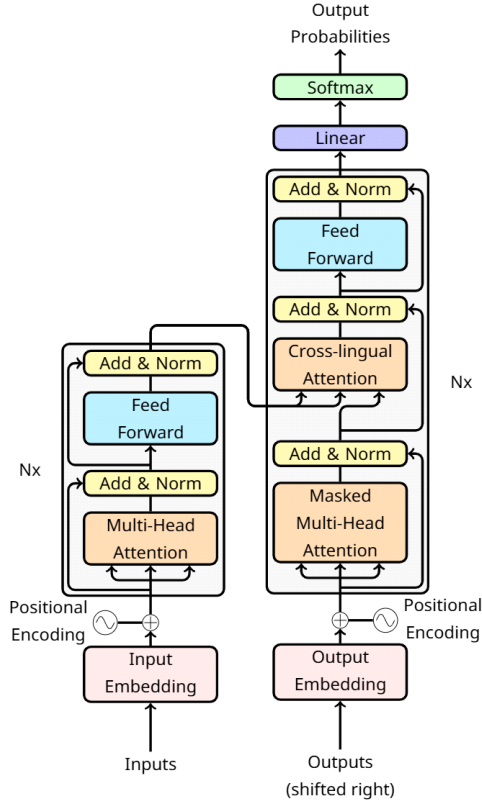 Output
Probabilities
Softmax
Linear
Add & Norm
Feed
Forward
Add & Norm
Cross-lingual
Attention
Nx
Add & Norm
Masked
Multi-Head
Attention
Add & Norm
Feed
Forward
Nx
Add & Norm
Multi-Head
Attention
Positional
Encoding
Positional
Encoding
Input
Embedding
Output
Embedding
Inputs
Outputs
(shifted right)